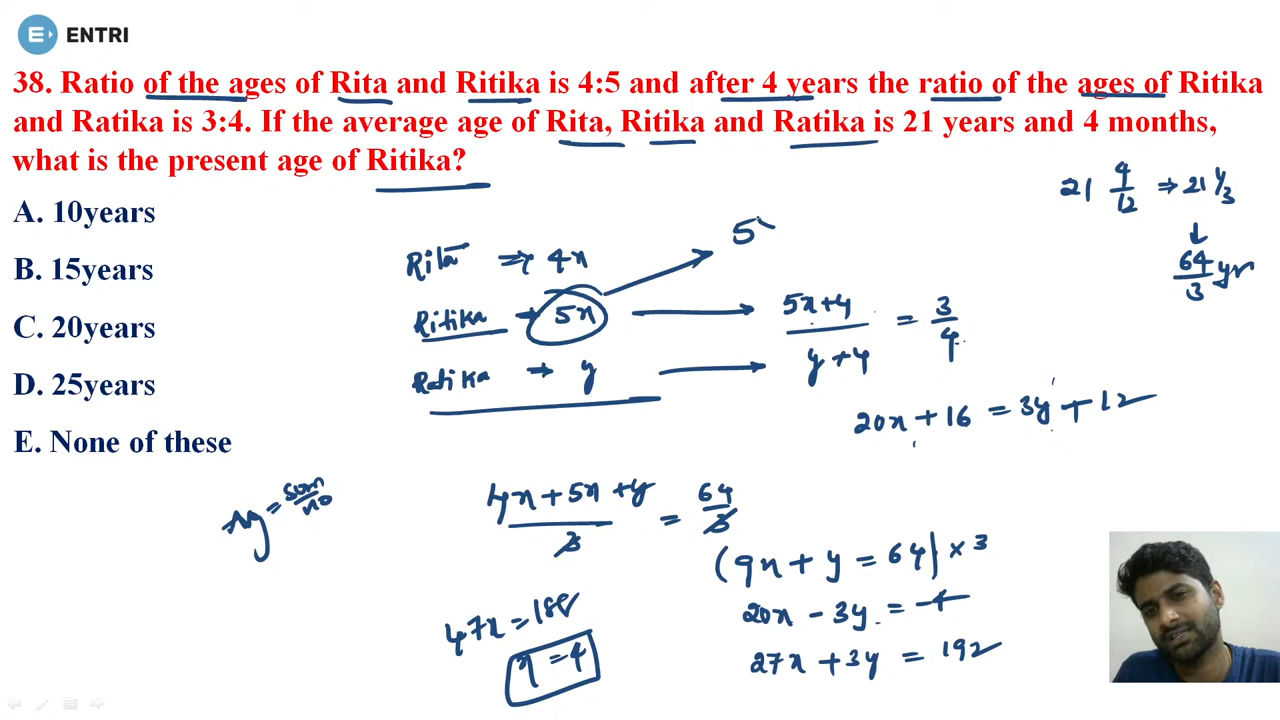 ENTRI
38. Ratio of the ages of Rita and Ritika is 4:5 and after 4 years the ratio of the ages of Ritika
and Ratika is 3:4. If the average age of Rita, Ritika and Ratika is 21 years and 4 months,
what is the present age of Ritika?
A. 10years
B. 15years
C. 20years
D. 25years
E. None of these
21 4/12 ⇒ 21 1/3
↓
64/3 yr
Rita ⇒ 4x
Ritika → 5x → 5
Ratika → y
5x+4 / y+4 = 3/4
20x + 16 = 3y + 12
Avg = sum/no
4x + 5x + y / 3 = 64/3
(9x + y = 64) × 3
20x - 3y = -4
27x + 3y = 192
47x = 188
x = 4